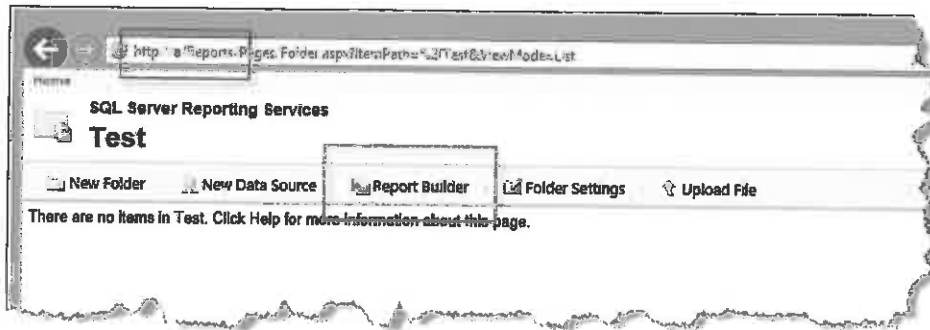 Home
SQL Server Reporting Services
Test
New Folder New Data Source Report Builder Folder Settings Upload File
There are no items in Test. Click Help for more information about this page.